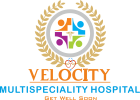 VELOCITY
MULTISPECIALITY HOSPITAL
GET WELL SOON